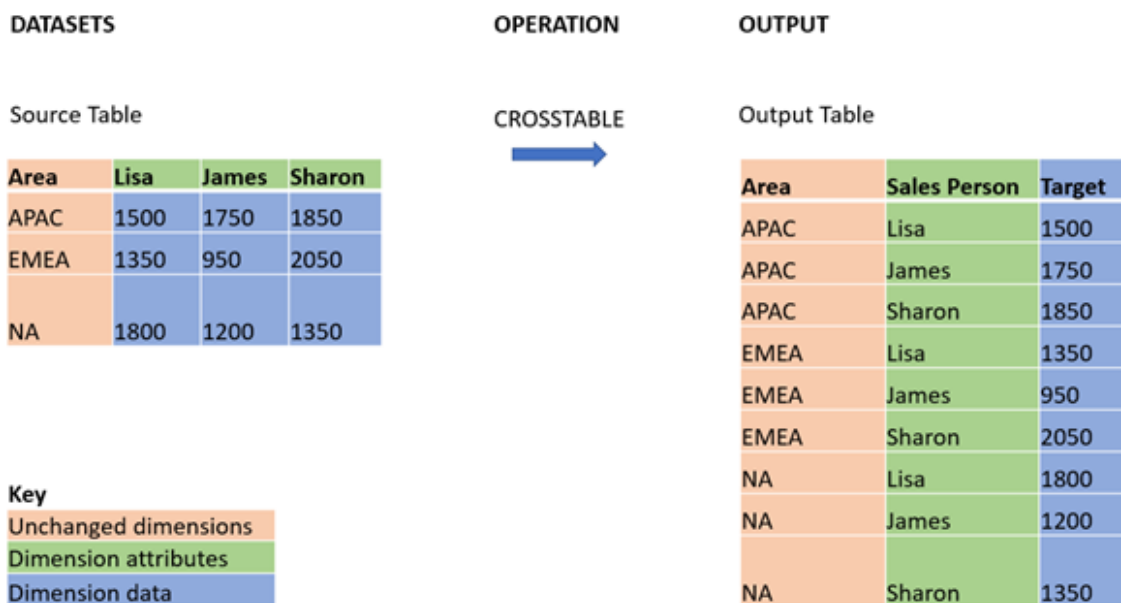 DATASETS OPERATION OUTPUT
Source Table CROSSTABLE Output Table
Area Lisa James Sharon
APAC 1500 1750 1850
EMEA 1350 950 2050
NA 1800 1200 1350
Key
Unchanged dimensions
Dimension attributes
Dimension data
Area Sales Person Target
APAC Lisa 1500
APAC James 1750
APAC Sharon 1850
EMEA Lisa 1350
EMEA James 950
EMEA Sharon 2050
NA Lisa 1800
NA James 1200
NA Sharon 1350